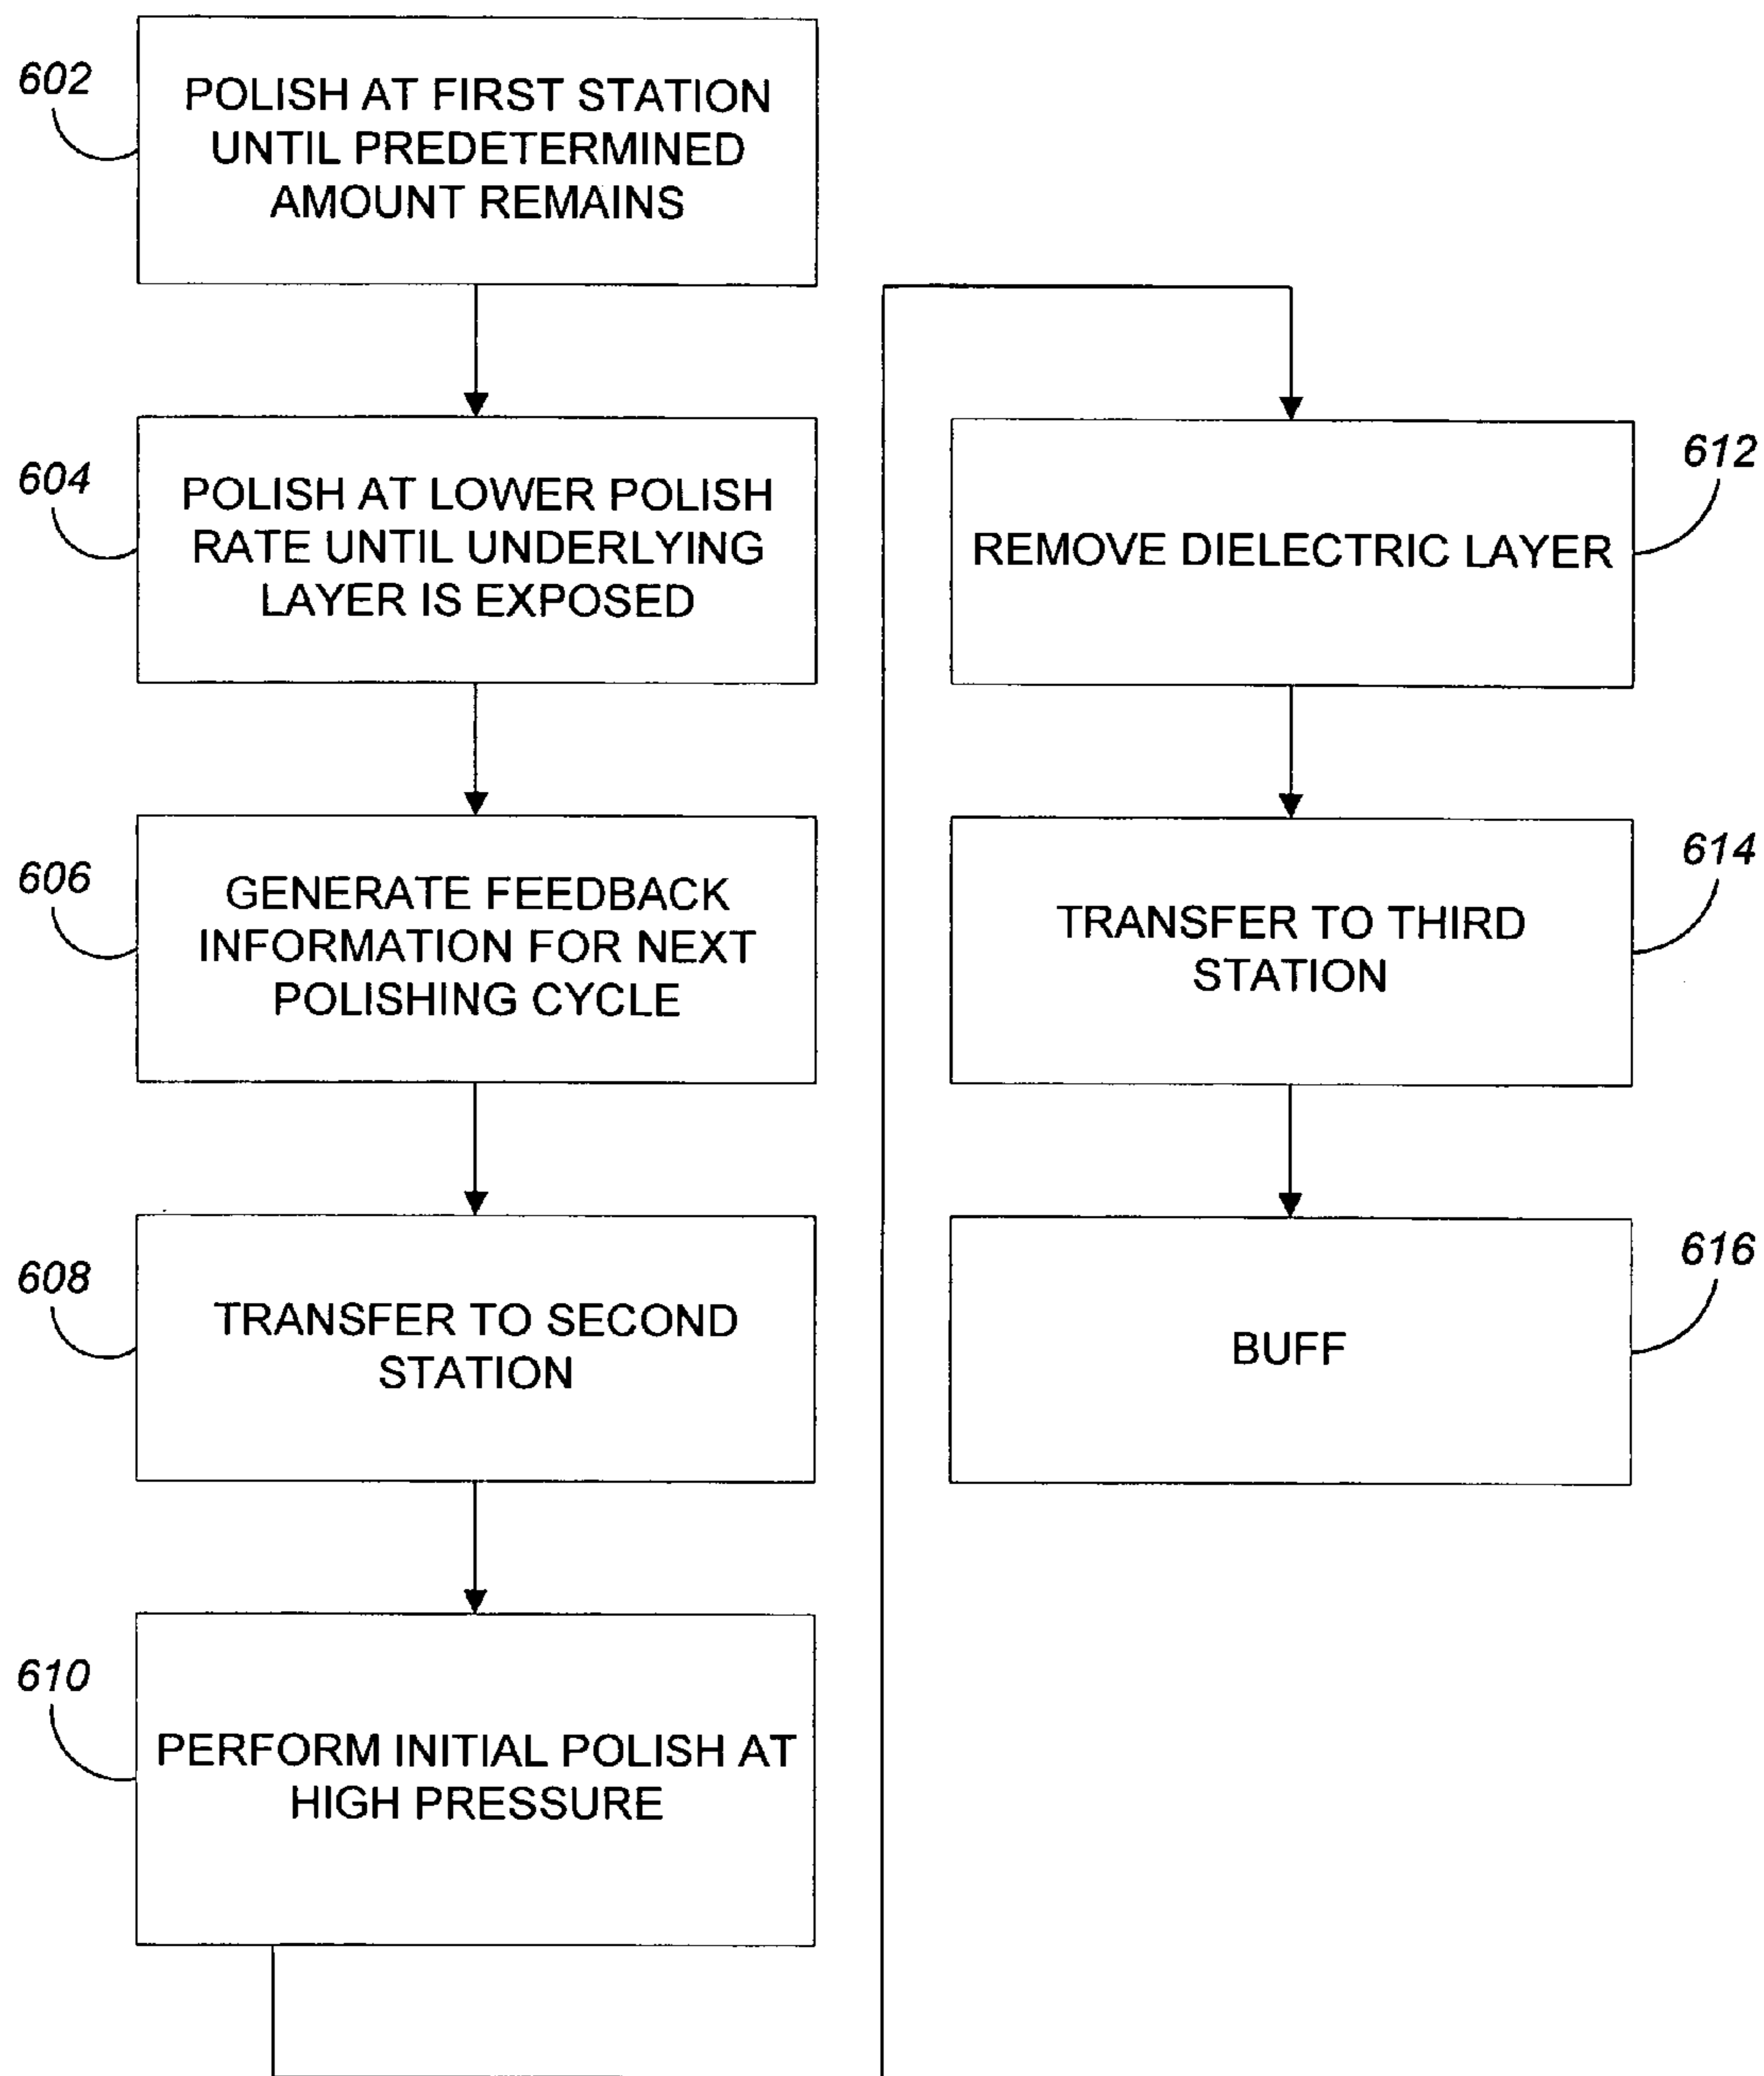 602
POLISH AT FIRST STATION
UNTIL PREDETERMINED
AMOUNT REMAINS
604
POLISH AT LOWER POLISH
RATE UNTIL UNDERLYING
LAYER IS EXPOSED
606
GENERATE FEEDBACK
INFORMATION FOR NEXT
POLISHING CYCLE
608
TRANSFER TO SECOND
STATION
610
PERFORM INITIAL POLISH AT
HIGH PRESSURE
612
REMOVE DIELECTRIC LAYER
614
TRANSFER TO THIRD
STATION
616
BUFF